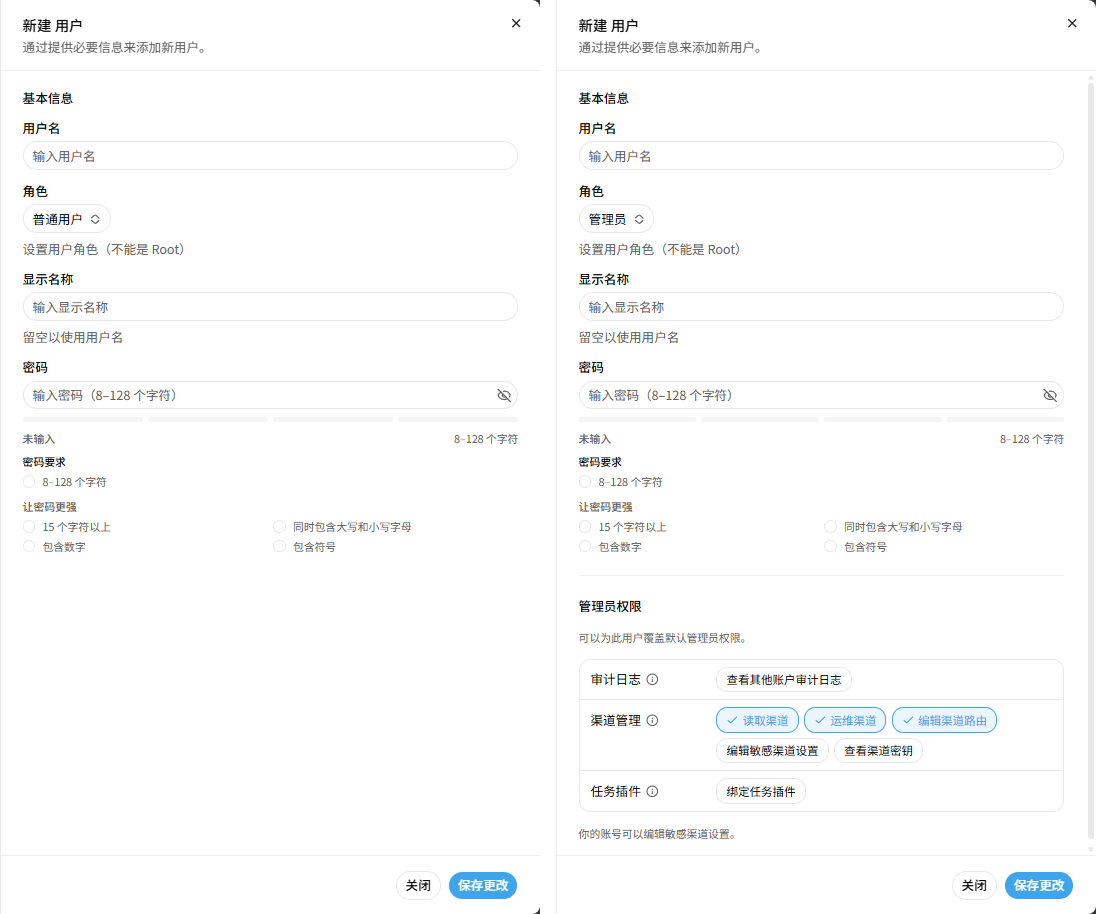 新建 用户
通过提供必要信息来添加新用户。
基本信息
用户名
输入用户名
角色
普通用户
设置用户角色（不能是 Root）
显示名称
输入显示名称
留空以使用用户名
密码
输入密码（8–128 个字符）
未输入
8–128 个字符
密码要求
8–128 个字符
让密码更强
15 个字符以上
同时包含大写和小写字母
包含数字
包含符号
关闭
保存更改
新建 用户
通过提供必要信息来添加新用户。
基本信息
用户名
输入用户名
角色
管理员
设置用户角色（不能是 Root）
显示名称
输入显示名称
留空以使用用户名
密码
输入密码（8–128 个字符）
未输入
8–128 个字符
密码要求
8–128 个字符
让密码更强
15 个字符以上
同时包含大写和小写字母
包含数字
包含符号
管理员权限
可以为此用户覆盖默认管理员权限。
审计日志
查看其他账户审计日志
渠道管理
读取渠道
运维渠道
编辑渠道路由
编辑敏感渠道设置
查看渠道密钥
任务插件
绑定任务插件
你的账号可以编辑敏感渠道设置。
关闭
保存更改